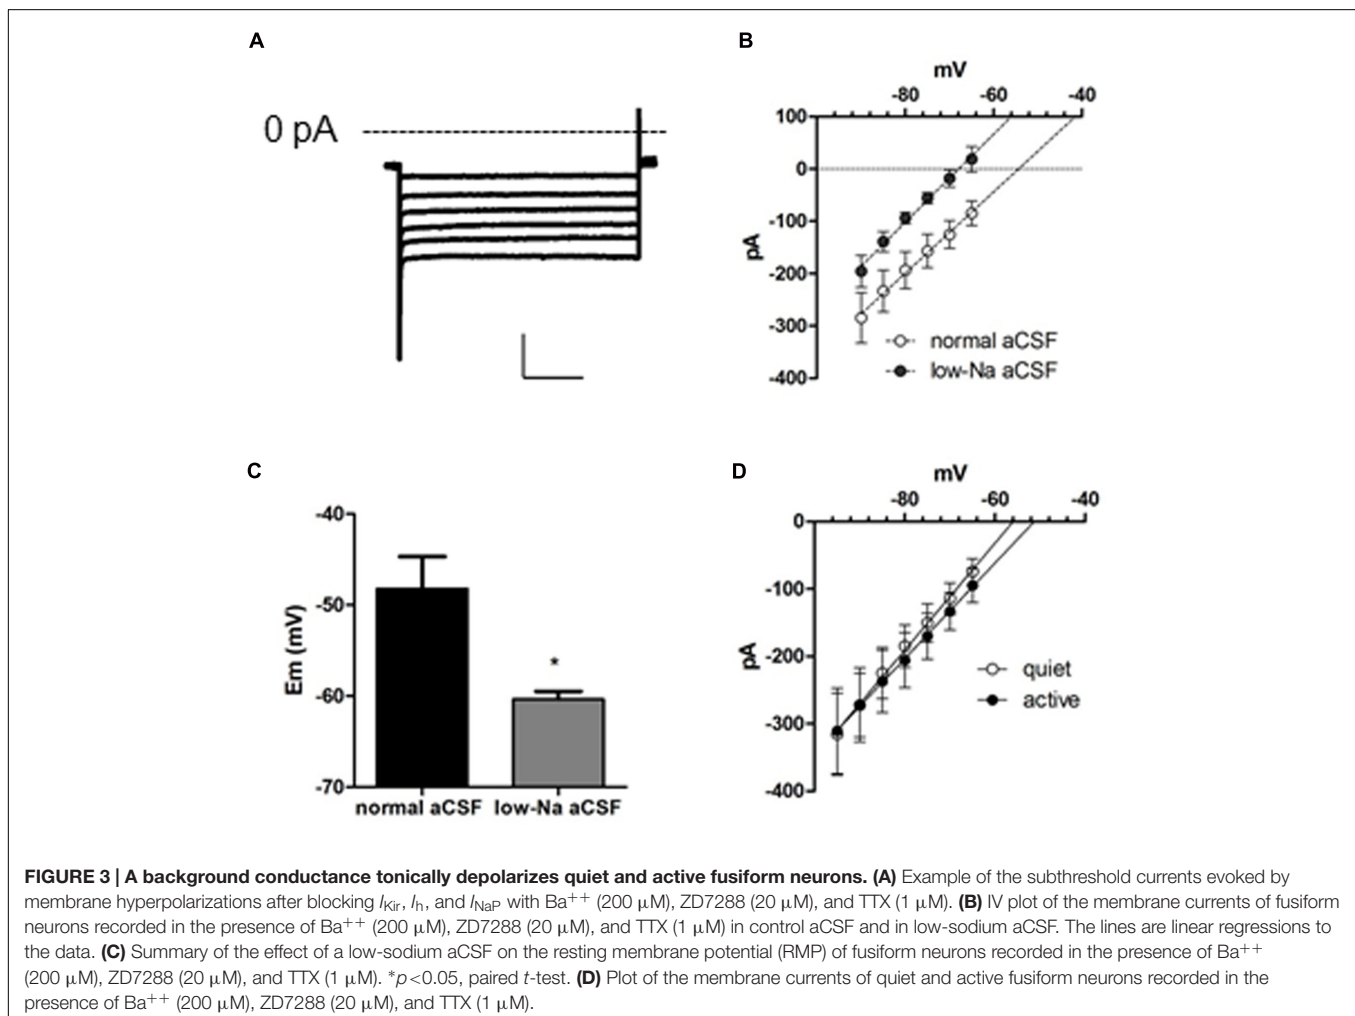 A
B
0 pA
mV
-80
-60
-40
100
0
-100
-200
-300
-400
pA
normal aCSF
low-Na aCSF
C
D
-40
-50
-60
-70
Em (mV)
*
normal aCSF
low-Na aCSF
mV
-80
-60
-40
0
-100
-200
-300
-400
pA
quiet
active
FIGURE 3 | A background conductance tonically depolarizes quiet and active fusiform neurons. (A) Example of the subthreshold currents evoked by
membrane hyperpolarizations after blocking IKir, Ih, and INaP with Ba++ (200 μM), ZD7288 (20 μM), and TTX (1 μM). (B) IV plot of the membrane currents of fusiform
neurons recorded in the presence of Ba++ (200 μM), ZD7288 (20 μM), and TTX (1 μM) in control aCSF and in low-sodium aCSF. The lines are linear regressions to
the data. (C) Summary of the effect of a low-sodium aCSF on the resting membrane potential (RMP) of fusiform neurons recorded in the presence of Ba++
(200 μM), ZD7288 (20 μM), and TTX (1 μM). *p<0.05, paired t-test. (D) Plot of the membrane currents of quiet and active fusiform neurons recorded in the
presence of Ba++ (200 μM), ZD7288 (20 μM), and TTX (1 μM).